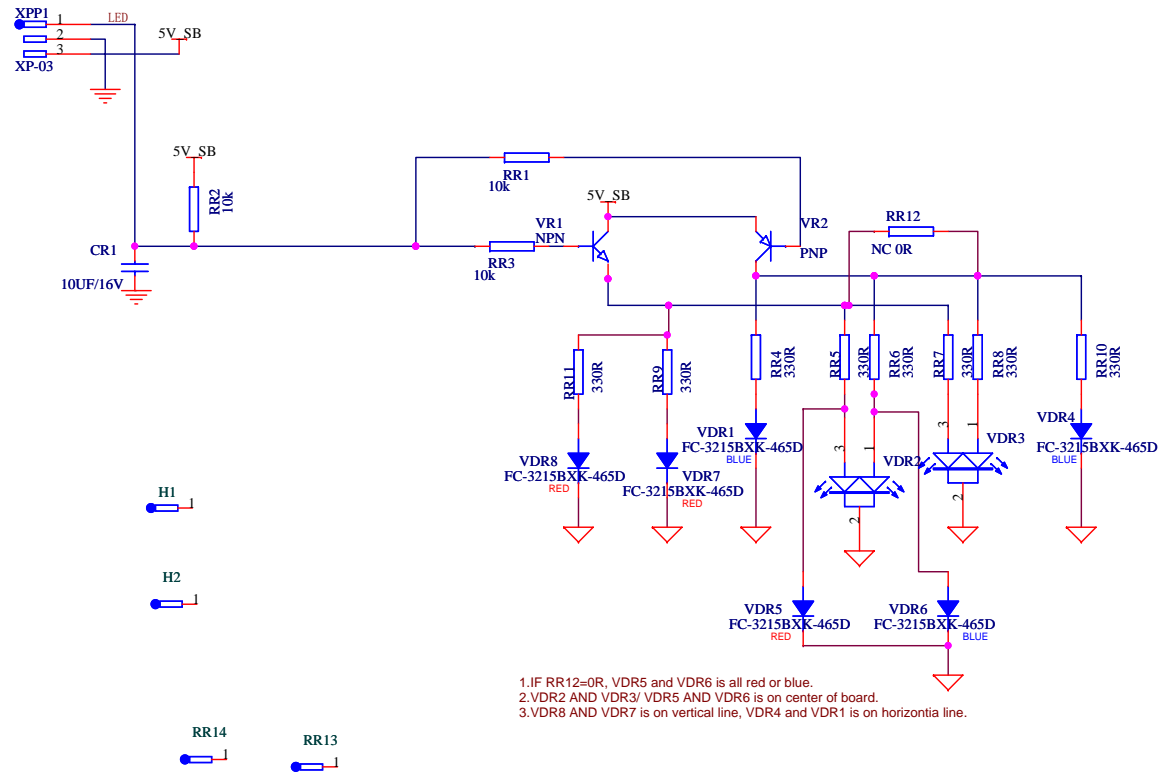 XPP1
1
LED
2
3
XP-03
5V_SB
5V_SB
RR2
10k
CR1
10UF/16V
RR1
10k
RR3
10k
VR1
NPN
5V_SB
VR2
PNP
RR12
NC 0R
RR11
330R
RR9
330R
RR4
330R
RR5
330R
RR6
330R
RR7
330R
RR8
330R
RR10
330R
VDR8
FC-3215BXK-465D
RED
VDR7
FC-3215BXK-465D
RED
VDR1
FC-3215BXK-465D
BLUE
3
1
VDR2
2
3
1
VDR3
2
VDR4
FC-3215BXK-465D
BLUE
VDR5
FC-3215BXK-465D
RED
VDR6
FC-3215BXK-465D
BLUE
H1
1
H2
1
RR14
1
RR13
1
1.IF RR12=0R, VDR5 and VDR6 is all red or blue.
2.VDR2 AND VDR3/ VDR5 AND VDR6 is on center of board.
3.VDR8 AND VDR7 is on vertical line, VDR4 and VDR1 is on horizontia line.